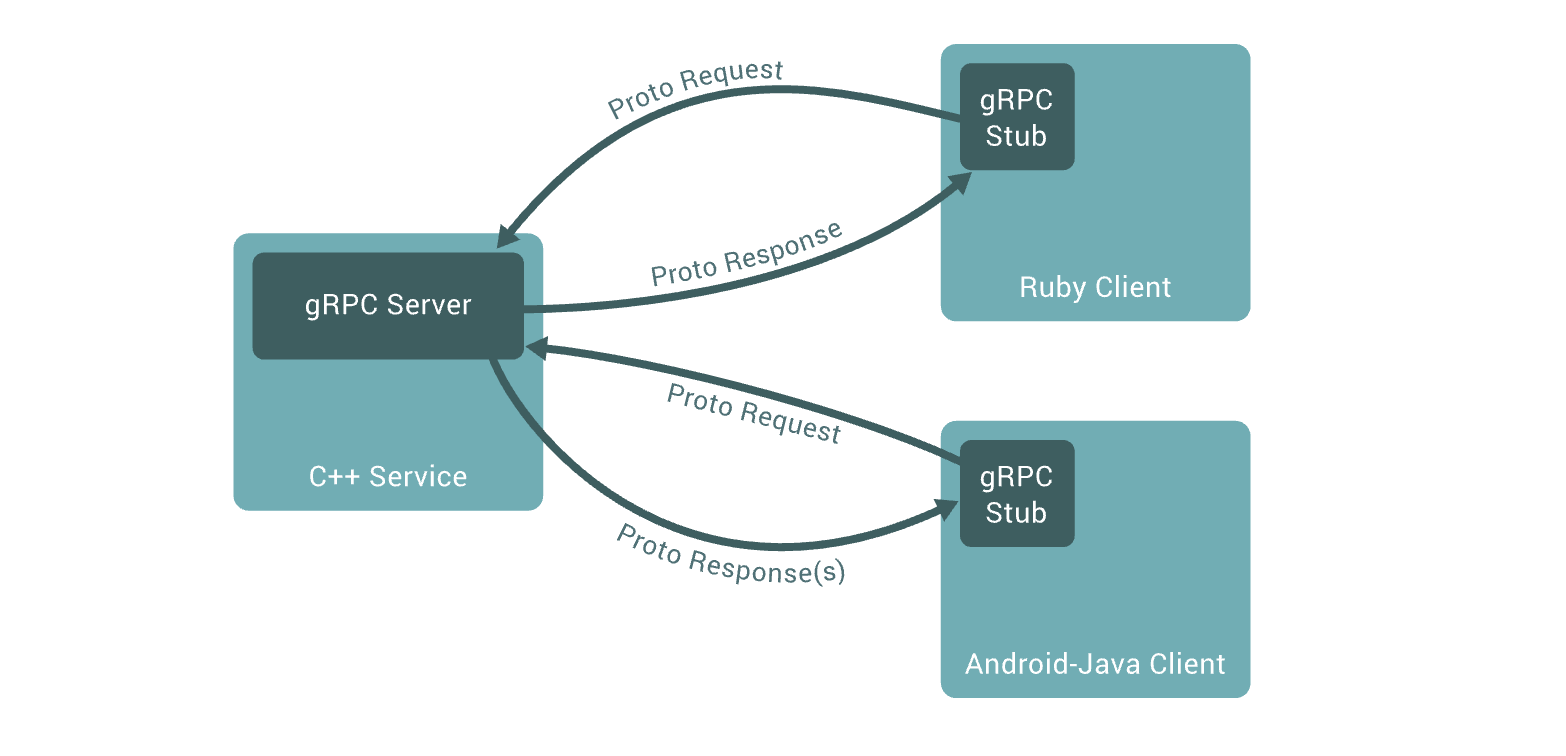 Proto Request
gRPC
Stub
Proto Response
Ruby Client
gRPC Server
C++ Service
Proto Request
gRPC
Stub
Proto Response(s)
Android-Java Client